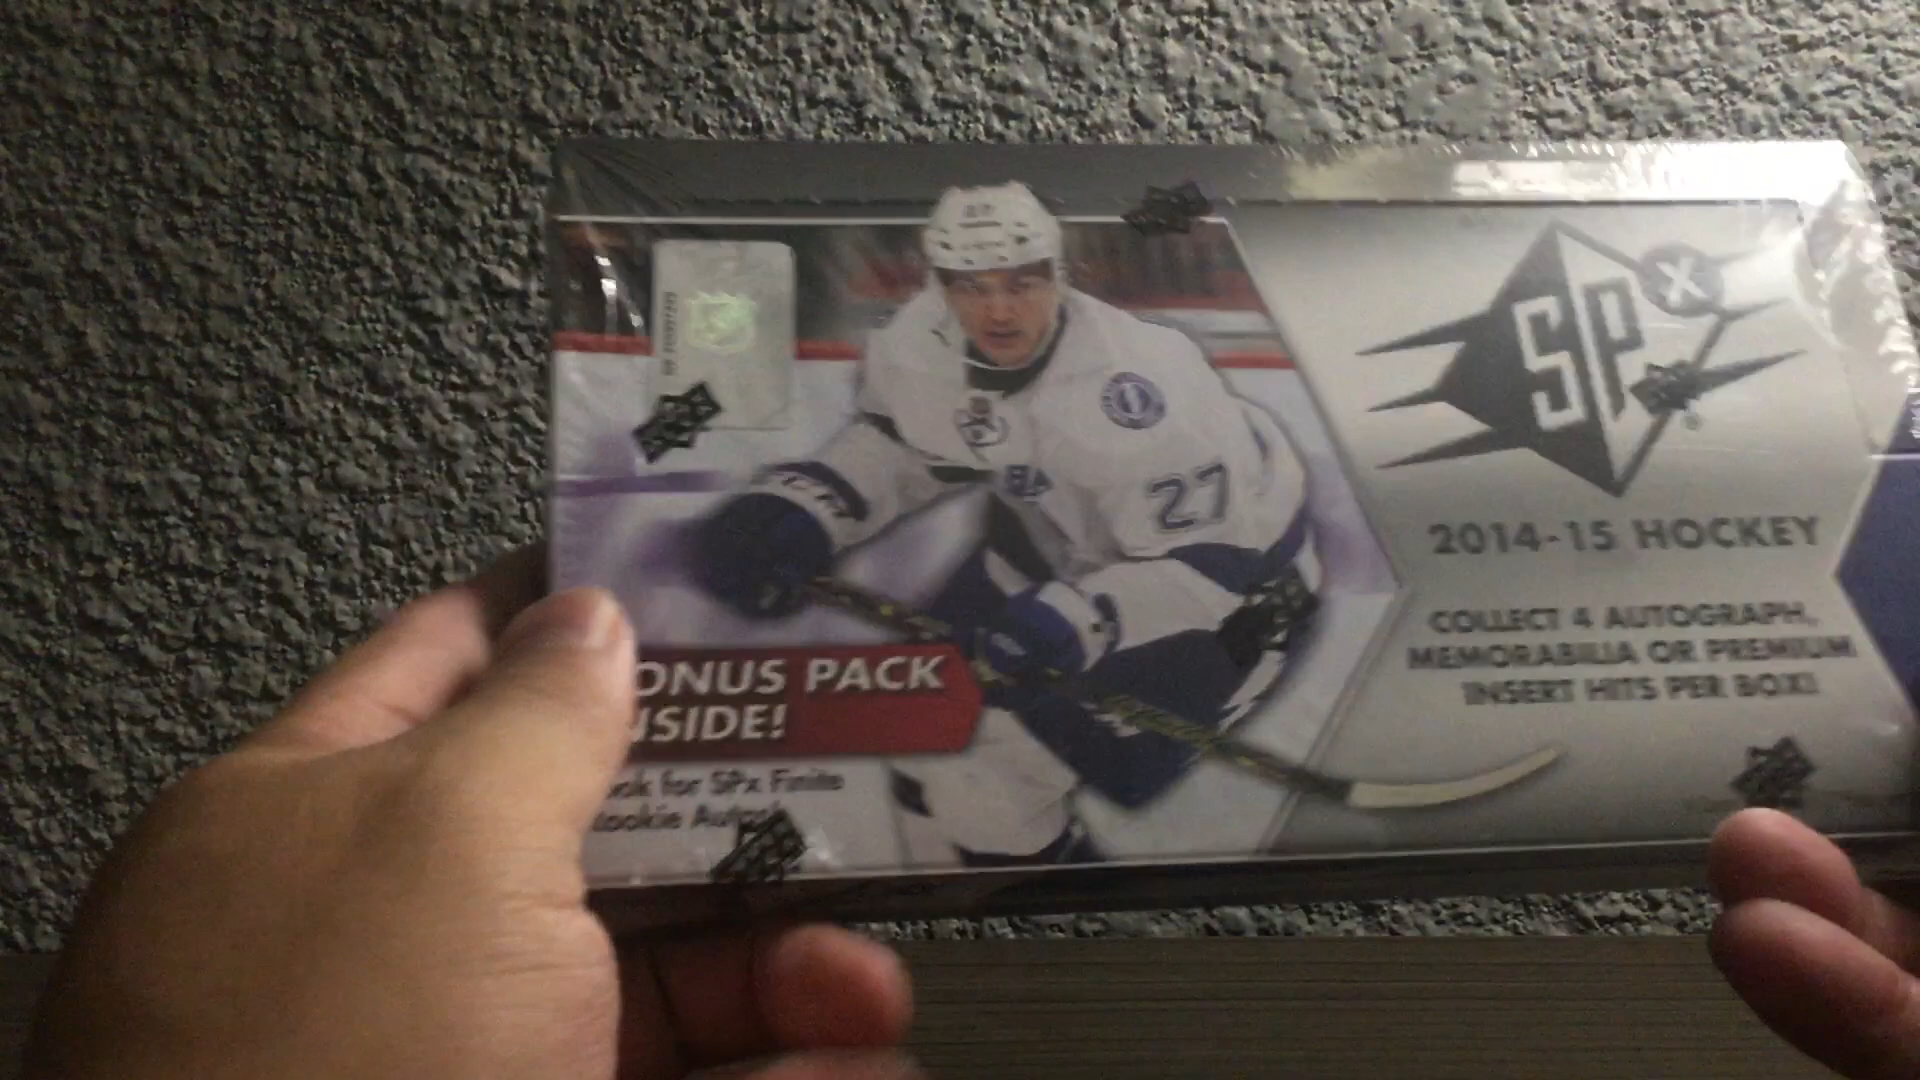 SPx
27
2014-15 HOCKEY
COLLECT 4 AUTOGRAPH,
MEMORABILIA OR PREMIUM
INSERT HITS PER BOX!
ONUS PACK
NSIDE!
ok for SPx Finite
ookie Autos